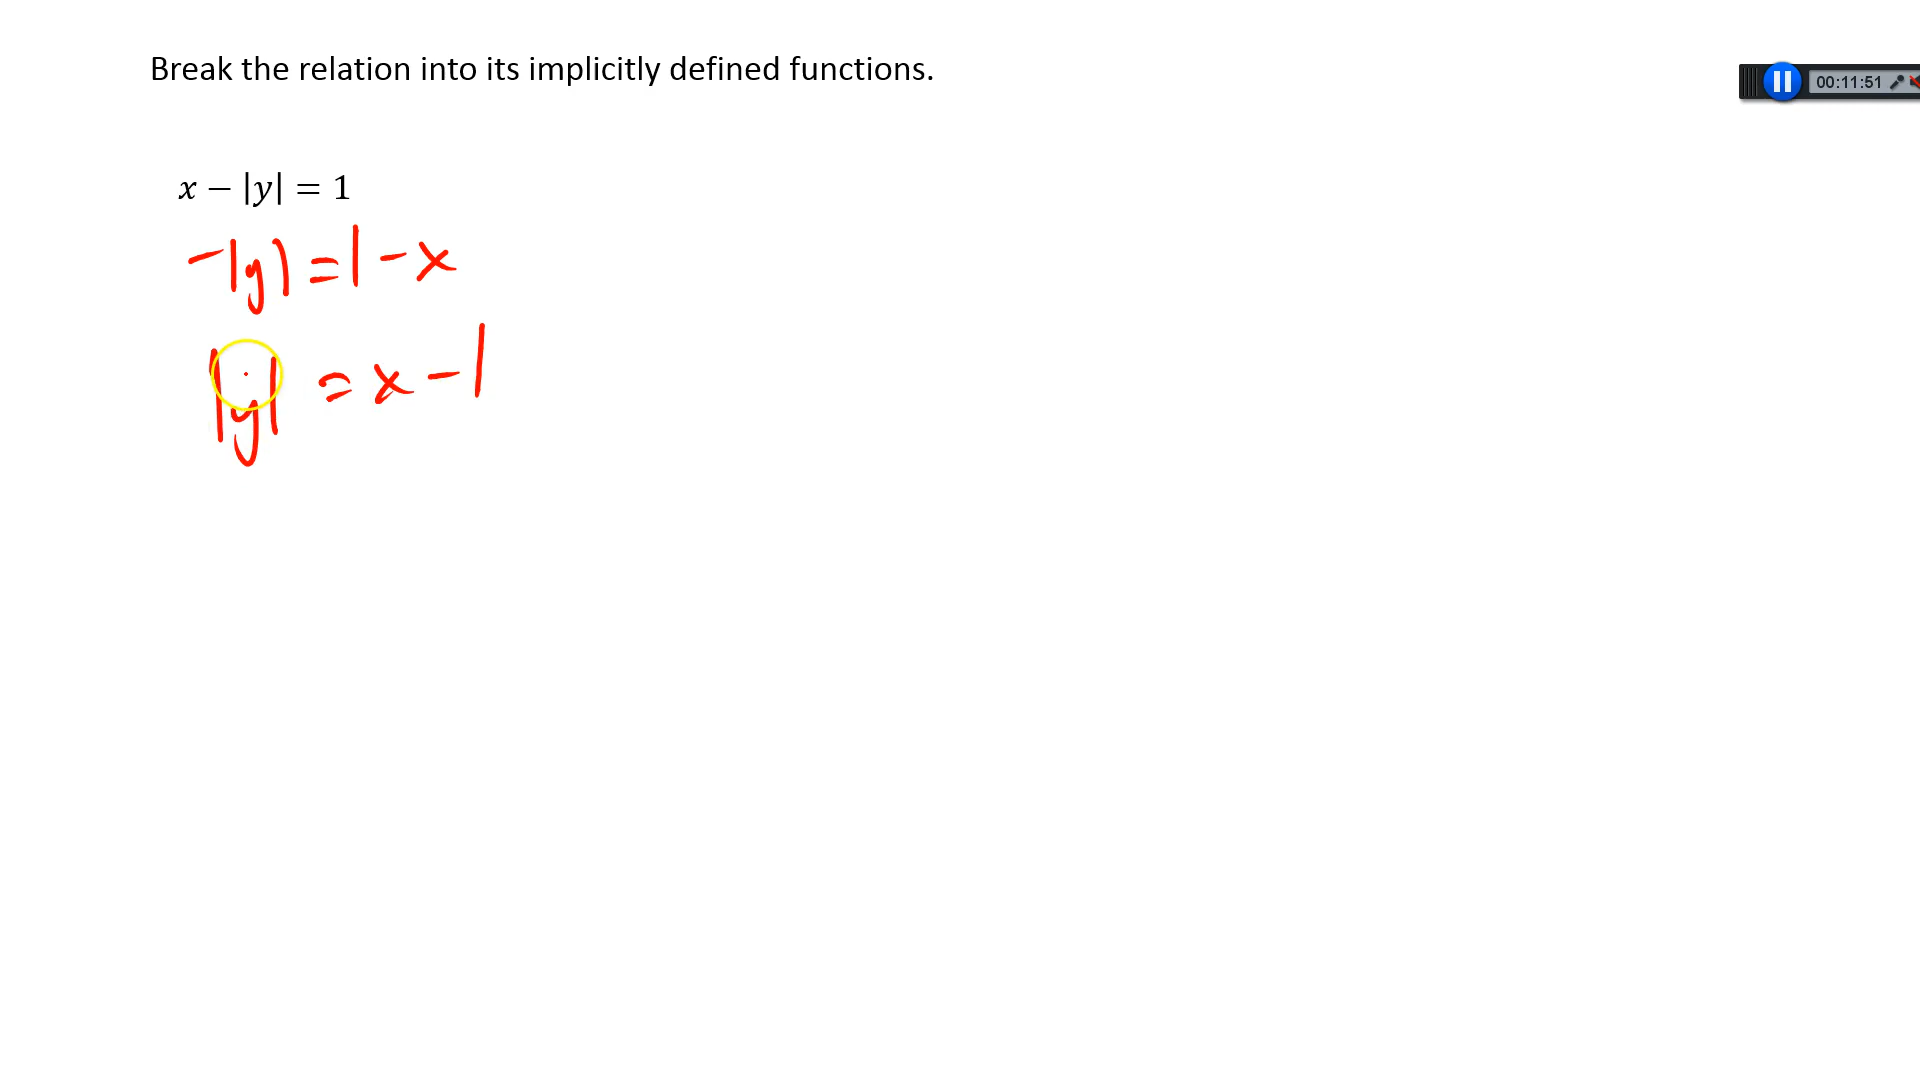 Break the relation into its implicitly defined functions.
00:11:51
x − |y| = 1
-|y| = 1 - x
|y| = x - 1